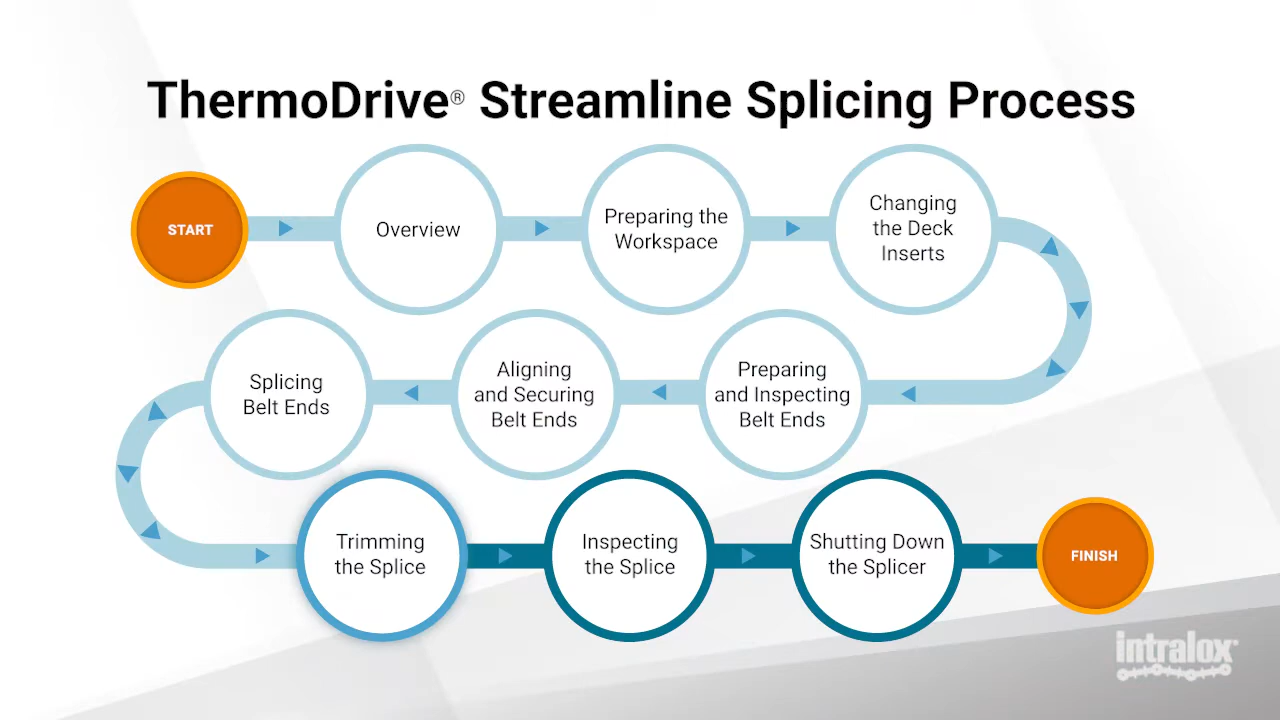 ThermoDrive® Streamline Splicing Process
START
Overview
Preparing the
Workspace
Changing
the Deck
Inserts
Preparing
and Inspecting
Belt Ends
Aligning
and Securing
Belt Ends
Splicing
Belt Ends
Trimming
the Splice
Inspecting
the Splice
Shutting Down
the Splicer
FINISH
intralox